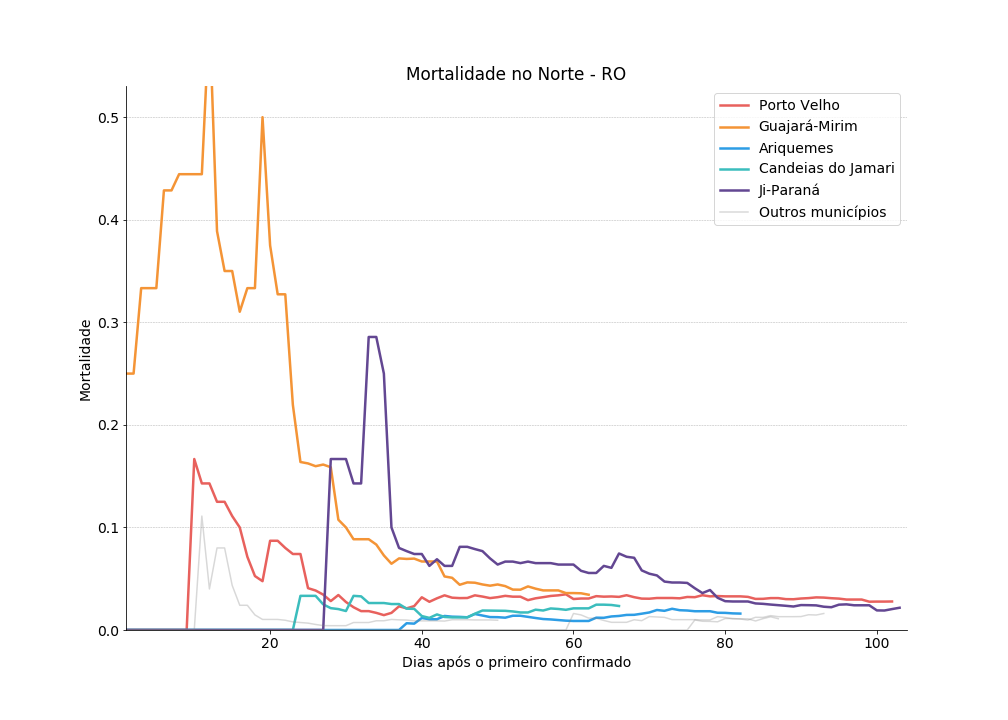 Mortalidade no Norte - RO
Porto Velho
Guajará-Mirim
Ariquemes
Candeias do Jamari
Ji-Paraná
Outros municípios
Mortalidade
0.5
0.4
0.3
0.2
0.1
0.0
20
40
60
80
100
Dias após o primeiro confirmado